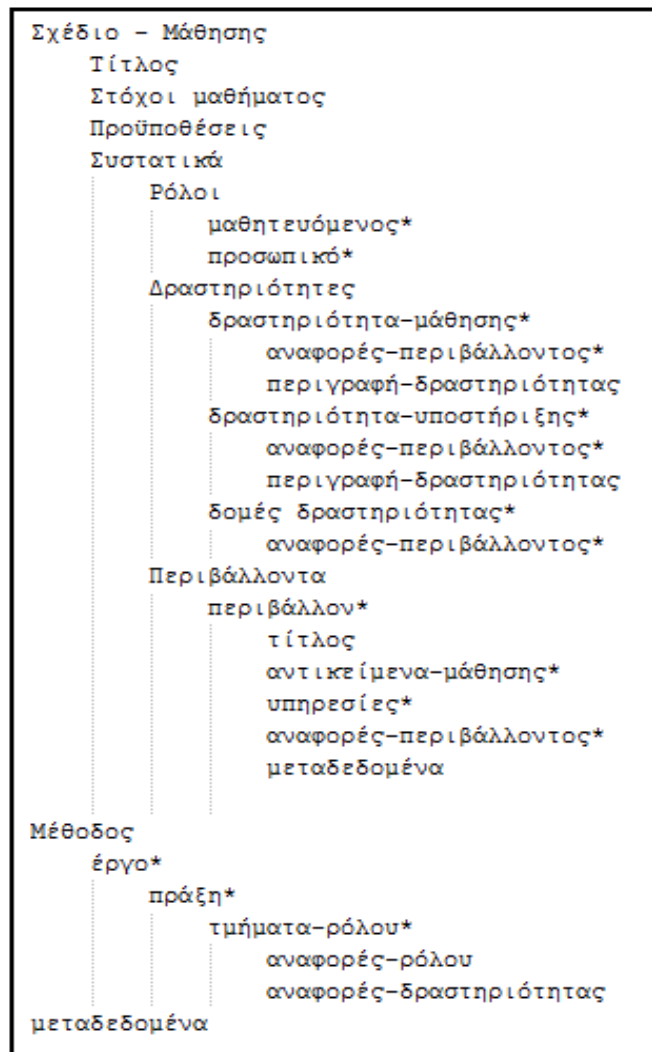 Σχέδιο - Μάθησης
Τίτλος
Στόχοι μαθήματος
Προϋποθέσεις
Συστατικά
Ρόλοι
μαθητευόμενος*
προσωπικό*
Δραστηριότητες
δραστηριότητα-μάθησης*
αναφορές-περιβάλλοντος*
περιγραφή-δραστηριότητας
δραστηριότητα-υποστήριξης*
αναφορές-περιβάλλοντος*
περιγραφή-δραστηριότητας
δομές δραστηριότητας*
αναφορές-περιβάλλοντος*
Περιβάλλοντα
περιβάλλον*
τίτλος
αντικείμενα-μάθησης*
υπηρεσίες*
αναφορές-περιβάλλοντος*
μεταδεδομένα
Μέθοδος
έργο*
πράξη*
τμήματα-ρόλου*
αναφορές-ρόλου
αναφορές-δραστηριότητας
μεταδεδομένα